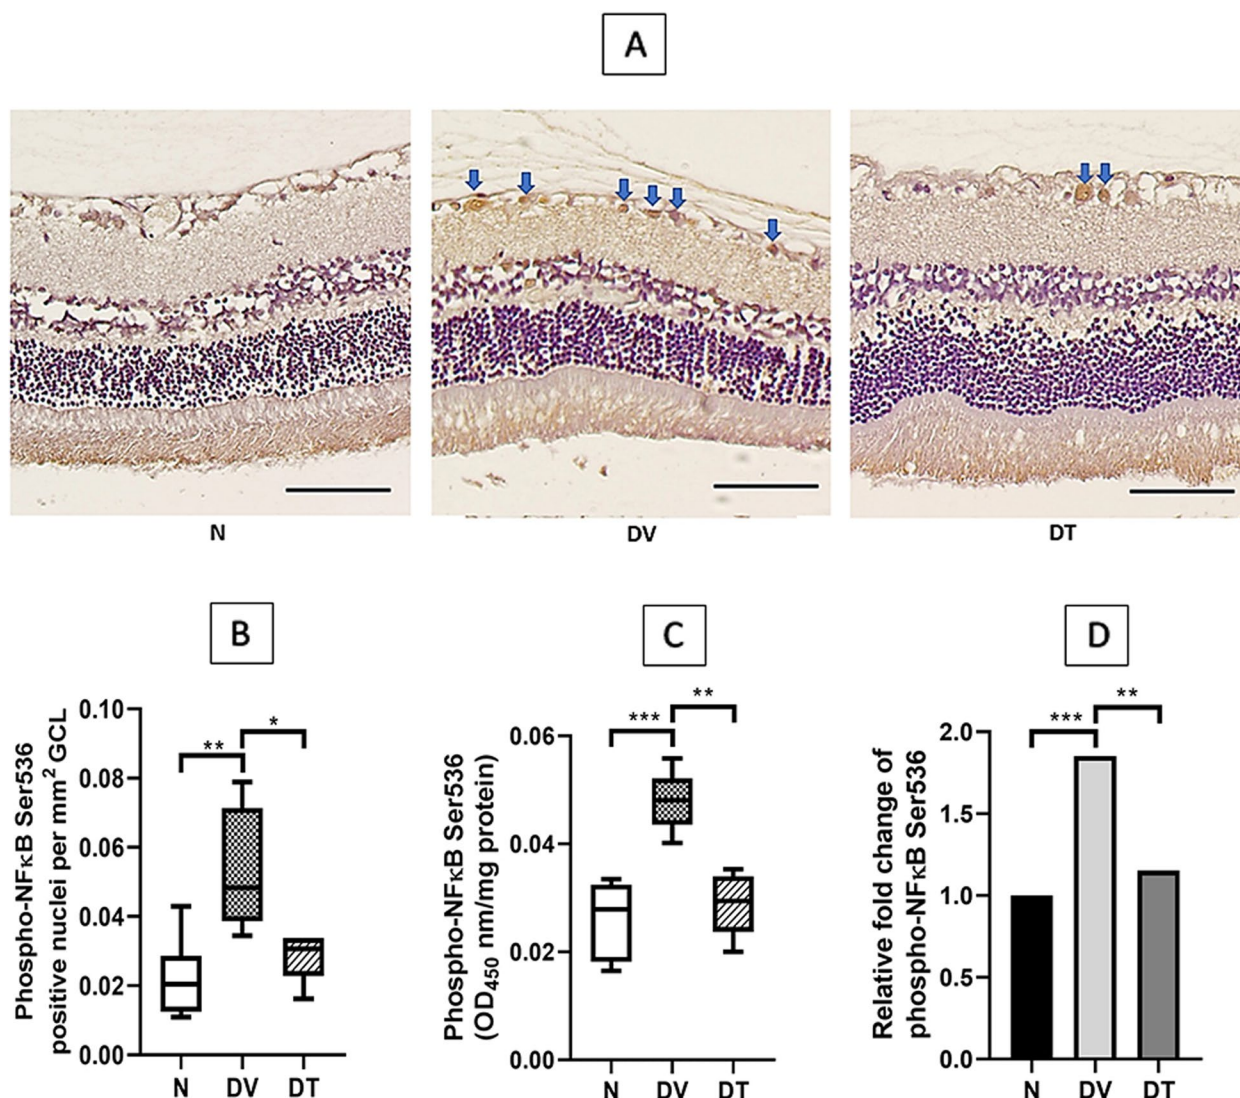 A
N
DV
DT
B
Phospho-NFκB Ser536
positive nuclei per mm² GCL
0.10
0.08
0.06
0.04
0.02
0.00
**
*
N
DV
DT
C
Phospho-NFκB Ser536
(OD₄₅₀ nm/mg protein)
0.06
0.04
0.02
0.00
***
**
N
DV
DT
D
Relative fold change of
phospho-NFκB Ser536
2.0
1.5
1.0
0.5
0.0
***
**
N
DV
DT